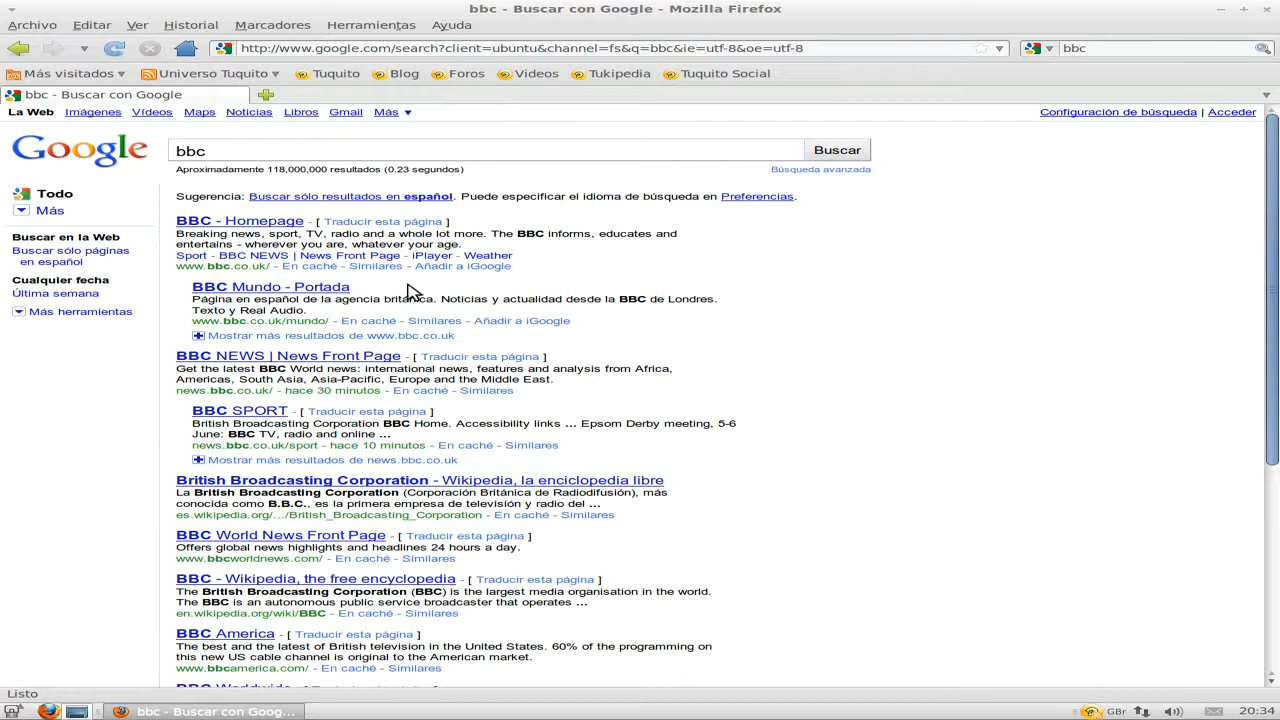 bbc - Buscar con Google - Mozilla Firefox
Archivo Editar Ver Historial Marcadores Herramientas Ayuda
http://www.google.com/search?client=ubuntu&channel=fs&q=bbc&ie=utf-8&oe=utf-8 bbc
Más visitados Universo Tuquito Tuquito Blog Foros Videos Tukipedia Tuquito Social
bbc - Buscar con Google
La Web Imágenes Vídeos Maps Noticias Libros Gmail Más Configuración de búsqueda | Acceder
Google bbc Buscar
Aproximadamente 118,000,000 resultados (0.23 segundos) Búsqueda avanzada
Todo
Más
Buscar en la Web
Buscar sólo páginas
en español
Cualquier fecha
Última semana
Más herramientas
Sugerencia: Buscar sólo resultados en español. Puede especificar el idioma de búsqueda en Preferencias.
BBC - Homepage - [ Traducir esta página ]
Breaking news, sport, TV, radio and a whole lot more. The BBC informs, educates and
entertains - wherever you are, whatever your age.
Sport - BBC NEWS | News Front Page - iPlayer - Weather
www.bbc.co.uk/ - En caché - Similares - Añadir a iGoogle
BBC Mundo - Portada
Página en español de la agencia británica. Noticias y actualidad desde la BBC de Londres.
Texto y Real Audio.
www.bbc.co.uk/mundo/ - En caché - Similares - Añadir a iGoogle
Mostrar más resultados de www.bbc.co.uk
BBC NEWS | News Front Page - [ Traducir esta página ]
Get the latest BBC World news: international news, features and analysis from Africa,
Americas, South Asia, Asia-Pacific, Europe and the Middle East.
news.bbc.co.uk/ - hace 30 minutos - En caché - Similares
BBC SPORT - [ Traducir esta página ]
British Broadcasting Corporation BBC Home. Accessibility links ... Epsom Derby meeting, 5-6
June: BBC TV, radio and online ...
news.bbc.co.uk/sport - hace 10 minutos - En caché - Similares
Mostrar más resultados de news.bbc.co.uk
British Broadcasting Corporation - Wikipedia, la enciclopedia libre
La British Broadcasting Corporation (Corporación Británica de Radiodifusión), más
conocida como B.B.C., es la primera empresa de televisión y radio del ...
es.wikipedia.org/.../British_Broadcasting_Corporation - En caché - Similares
BBC World News Front Page - [ Traducir esta página ]
Offers global news highlights and headlines 24 hours a day.
www.bbcworldnews.com/ - En caché - Similares
BBC - Wikipedia, the free encyclopedia - [ Traducir esta página ]
The British Broadcasting Corporation (BBC) is the largest media organisation in the world.
The BBC is an autonomous public service broadcaster that operates ...
en.wikipedia.org/wiki/BBC - En caché - Similares
BBC America - [ Traducir esta página ]
The best and the latest of British television in the United States. 60% of the programming on
this new US cable channel is original to the American market.
www.bbcamerica.com/ - En caché - Similares
Listo
bbc - Buscar con Goog... GBr 20:34